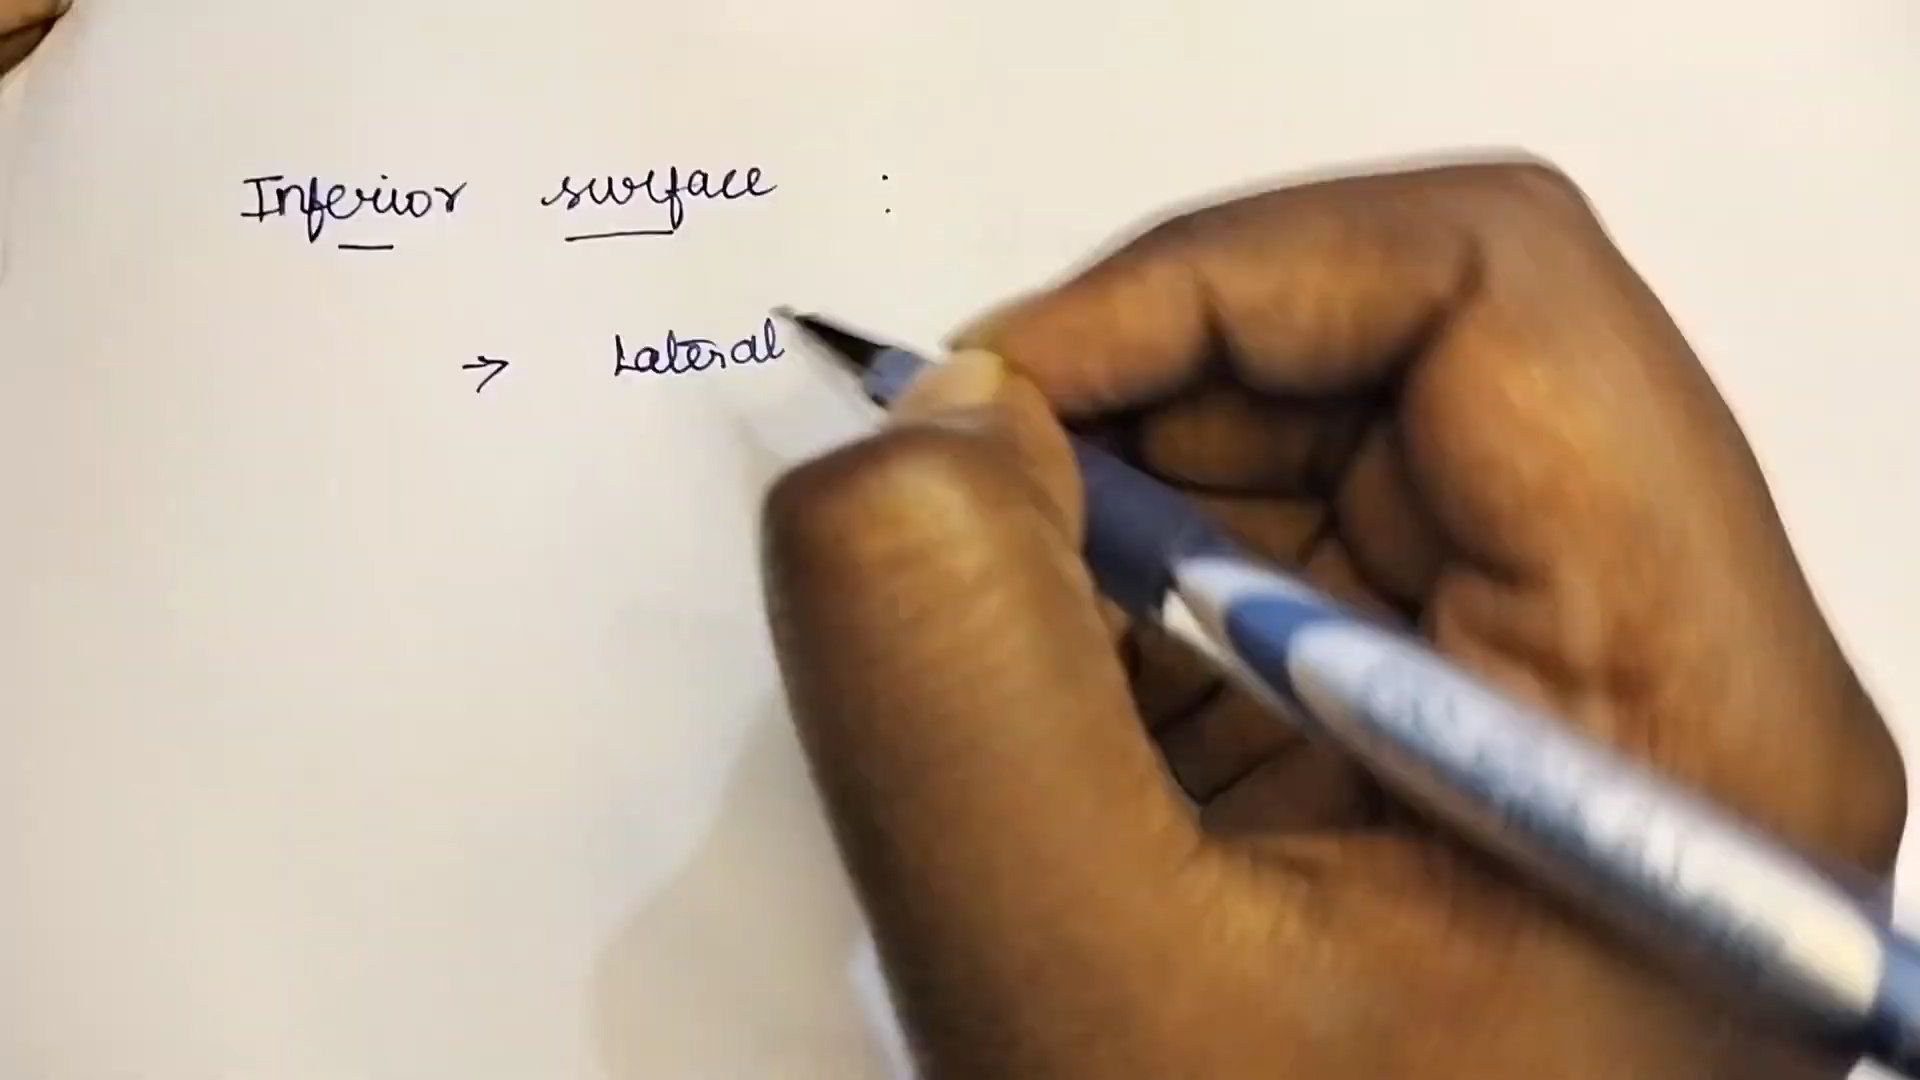 Inferior surface :
→ Lateral